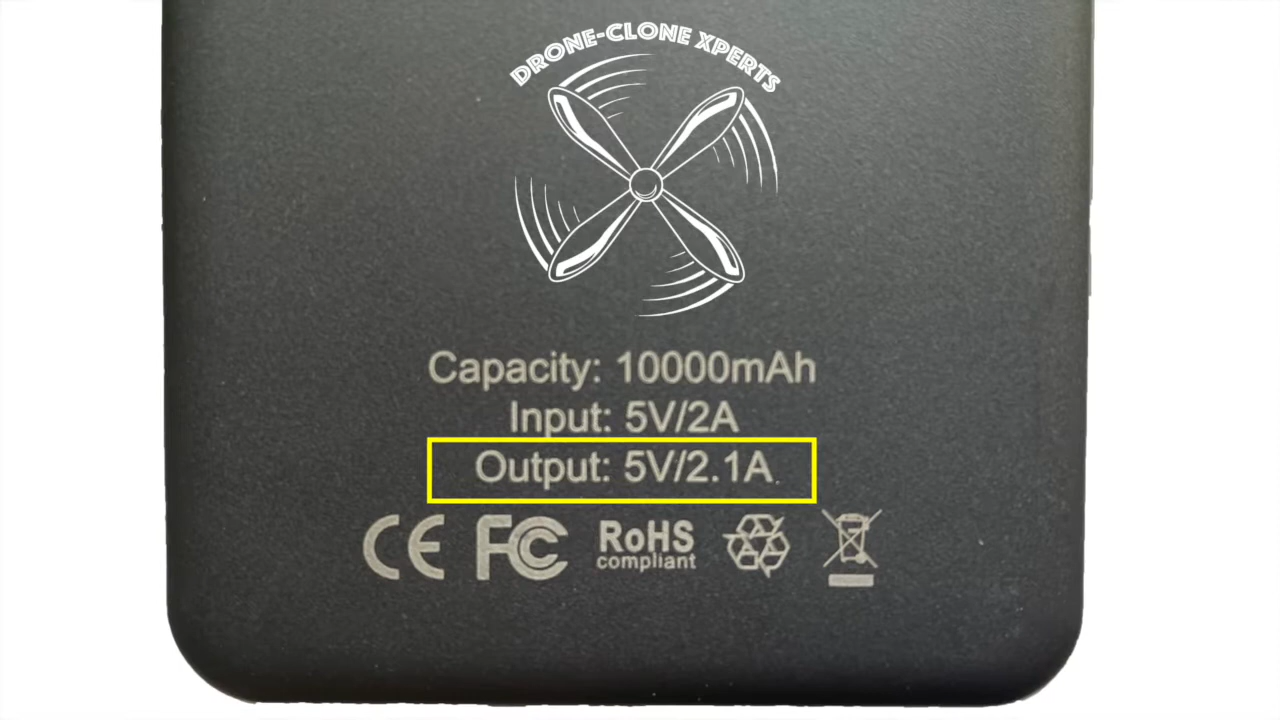 DRONE-CLONE XPERTS
Capacity: 10000mAh
Input: 5V/2A
Output: 5V/2.1A
CE FC RoHS
compliant